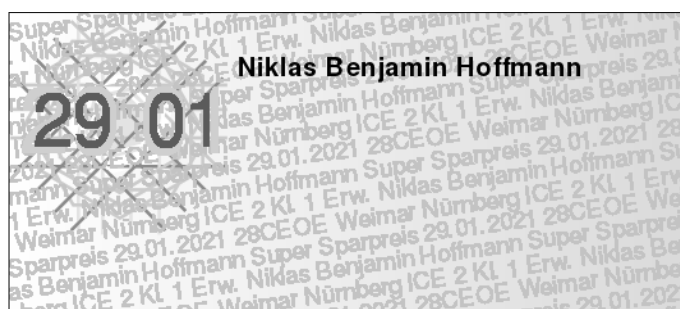 Niklas Benjamin Hoffmann
29 01
Super Sparpreis 29.01.2021 28CEOE Weimar Nürnberg ICE 2 Kl. 1 Erw. Niklas Benjamin Hoffmann